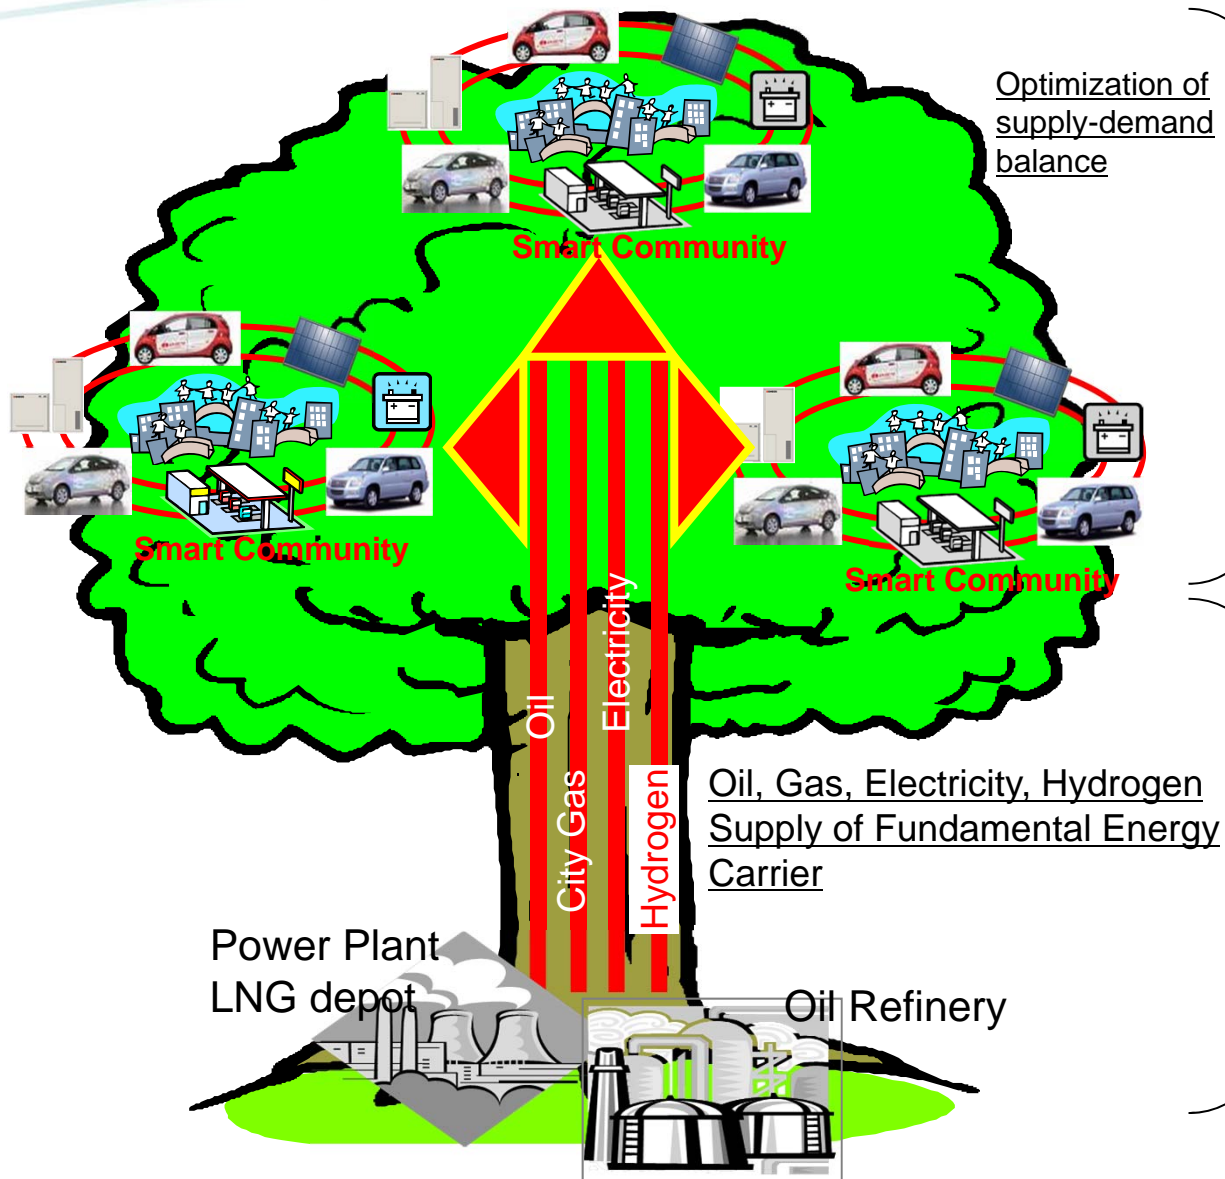 Optimization of
supply-demand
balance
Smart Community
Smart Community
Smart Community
Oil
City Gas
Electricity
Hydrogen
Oil, Gas, Electricity, Hydrogen
Supply of Fundamental Energy
Carrier
Power Plant
LNG depot
Oil Refinery